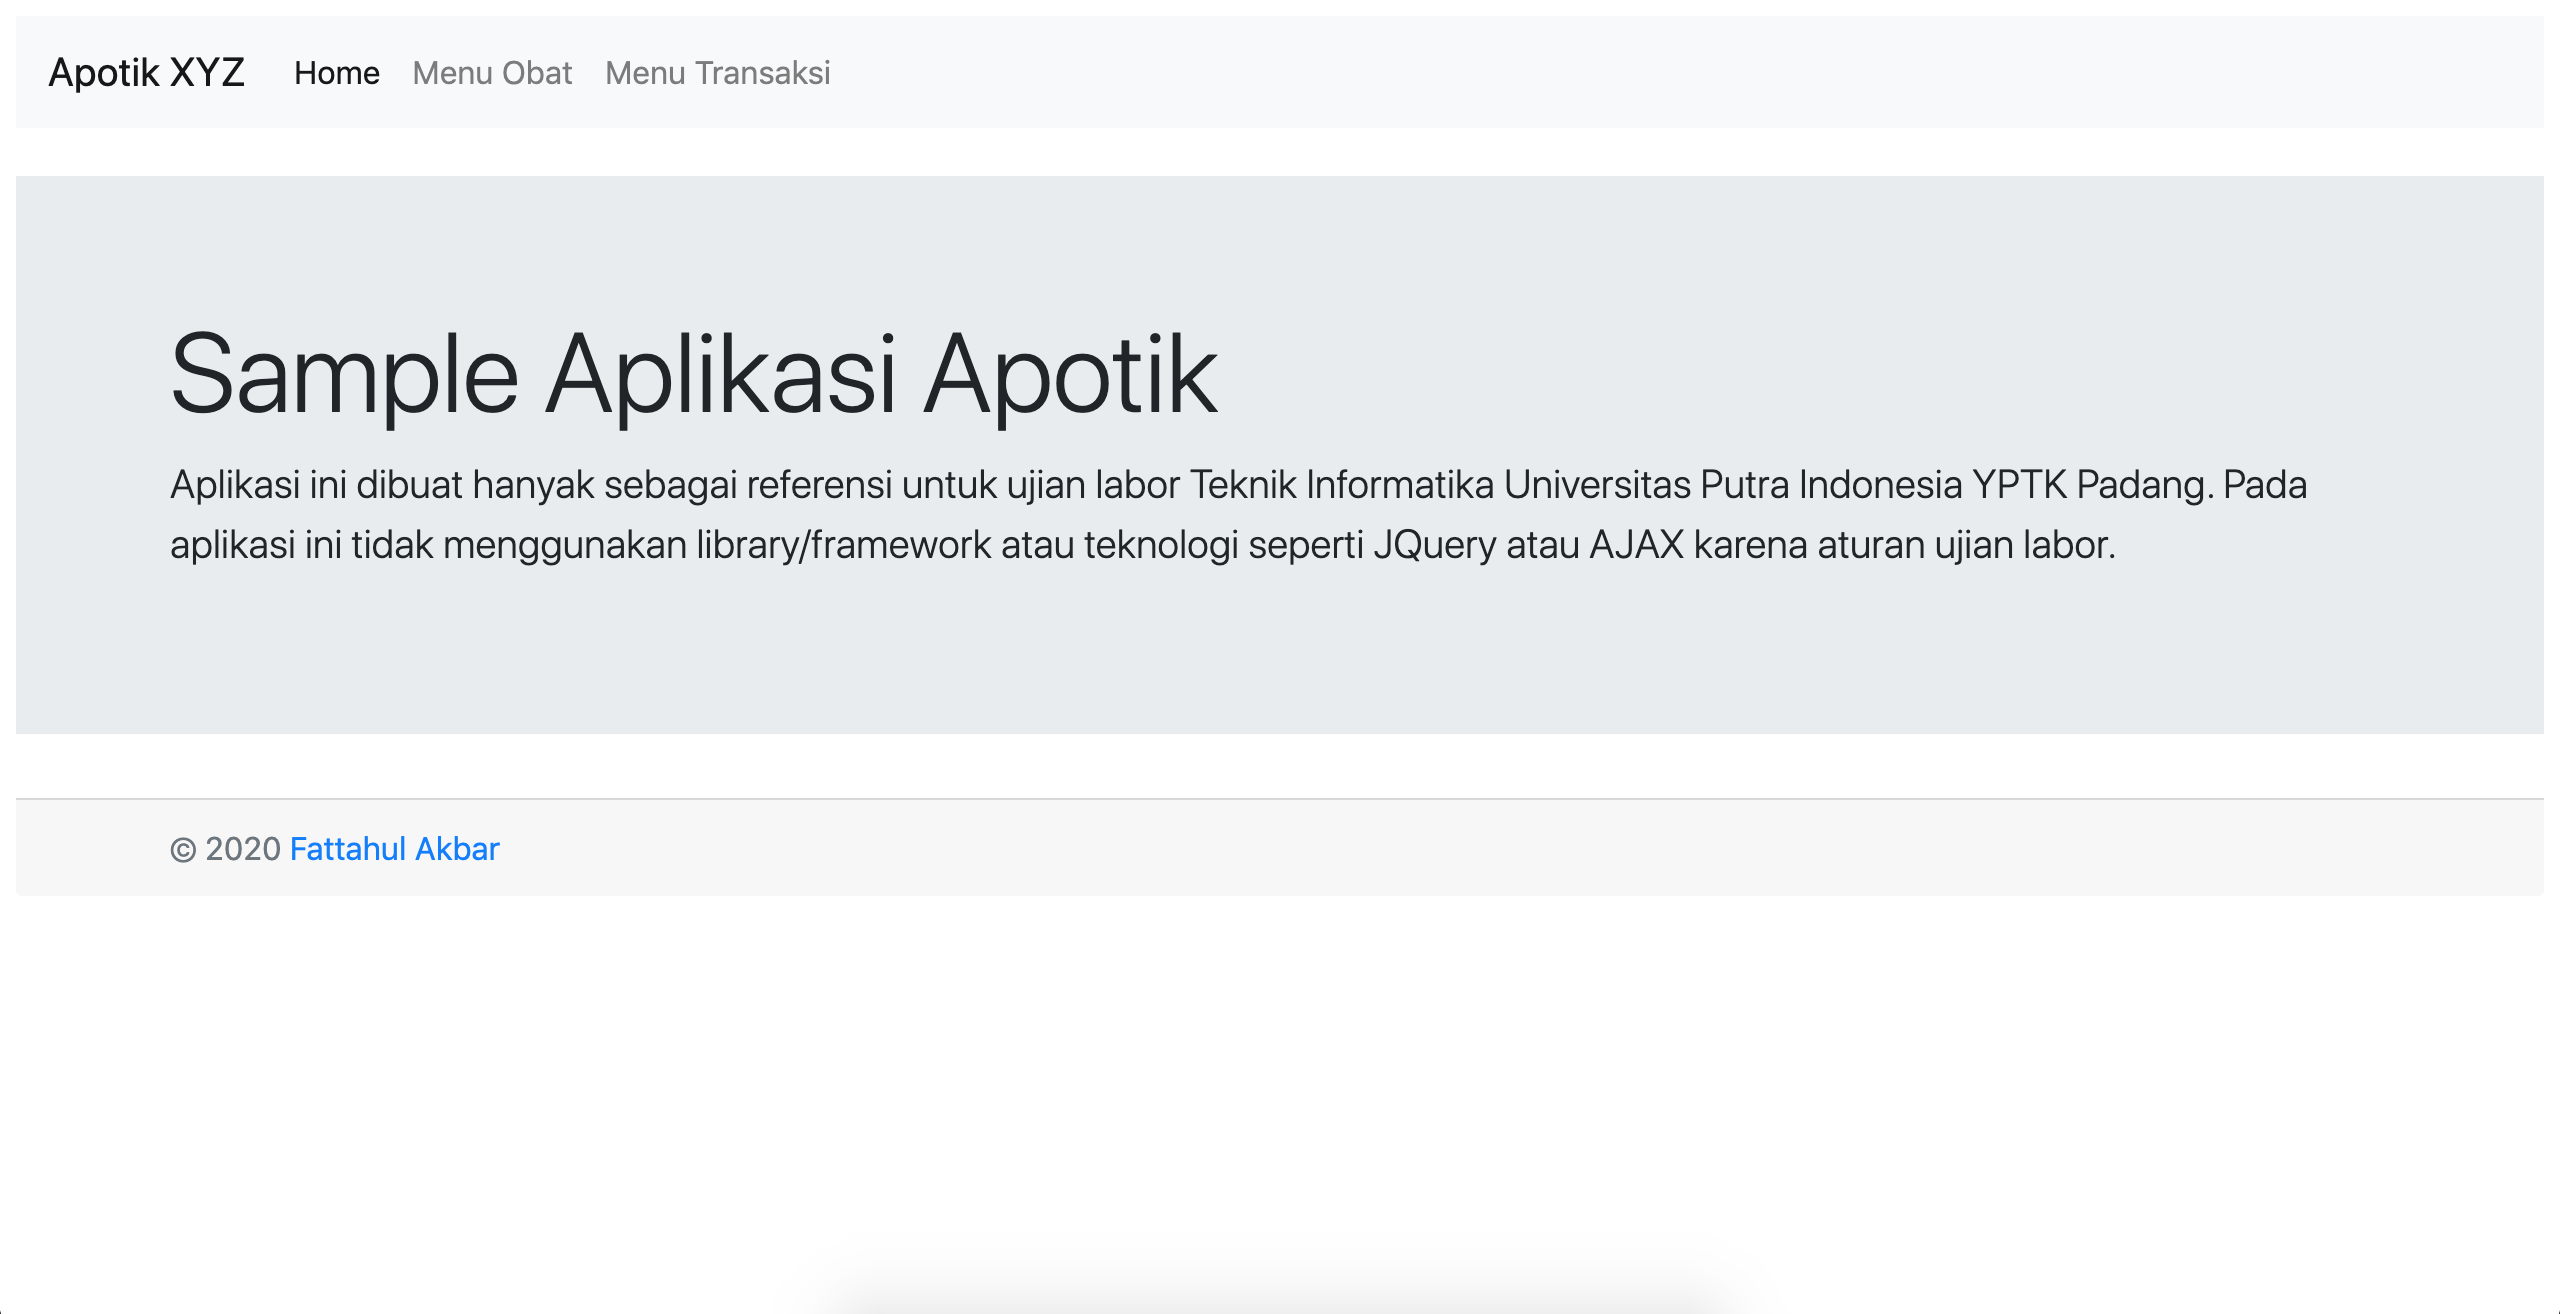 Apotik XYZ Home Menu Obat Menu Transaksi
Sample Aplikasi Apotik
Aplikasi ini dibuat hanyak sebagai referensi untuk ujian labor Teknik Informatika Universitas Putra Indonesia YPTK Padang. Pada
aplikasi ini tidak menggunakan library/framework atau teknologi seperti JQuery atau AJAX karena aturan ujian labor.
© 2020 Fattahul Akbar